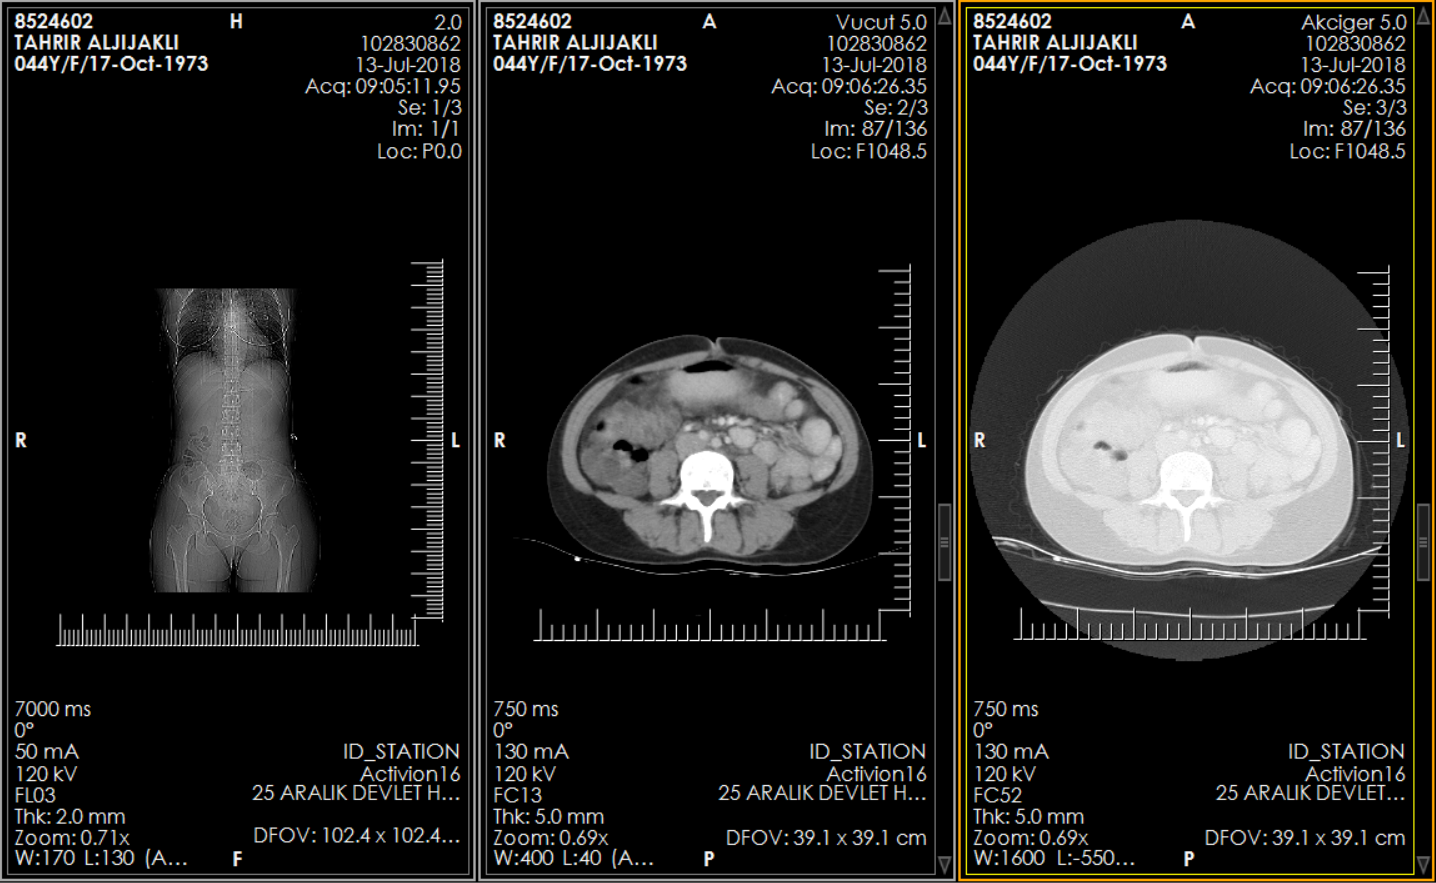 8524602
TAHRIR ALJIJAKLI
044Y/F/17-Oct-1973
H
2.0
102830862
13-Jul-2018
Acq: 09:05:11.95
Se: 1/3
Im: 1/1
Loc: P0.0
R
L
7000 ms
0°
50 mA
120 kV
FL03
Thk: 2.0 mm
Zoom: 0.71x
W:170 L:130 (A...
F
ID_STATION
Activion16
25 ARALIK DEVLET H...
DFOV: 102.4 x 102.4...
8524602
TAHRIR ALJIJAKLI
044Y/F/17-Oct-1973
A
Vucut 5.0
102830862
13-Jul-2018
Acq: 09:06:26.35
Se: 2/3
Im: 87/136
Loc: F1048.5
R
L
750 ms
0°
130 mA
120 kV
FC13
Thk: 5.0 mm
Zoom: 0.69x
W:400 L:40 (A...
P
ID_STATION
Activion16
25 ARALIK DEVLET H...
DFOV: 39.1 x 39.1 cm
8524602
TAHRIR ALJIJAKLI
044Y/F/17-Oct-1973
A
Akciger 5.0
102830862
13-Jul-2018
Acq: 09:06:26.35
Se: 3/3
Im: 87/136
Loc: F1048.5
R
L
750 ms
0°
130 mA
120 kV
FC52
Thk: 5.0 mm
Zoom: 0.69x
W:1600 L:-550...
P
ID_STATION
Activion16
25 ARALIK DEVLET...
DFOV: 39.1 x 39.1 cm